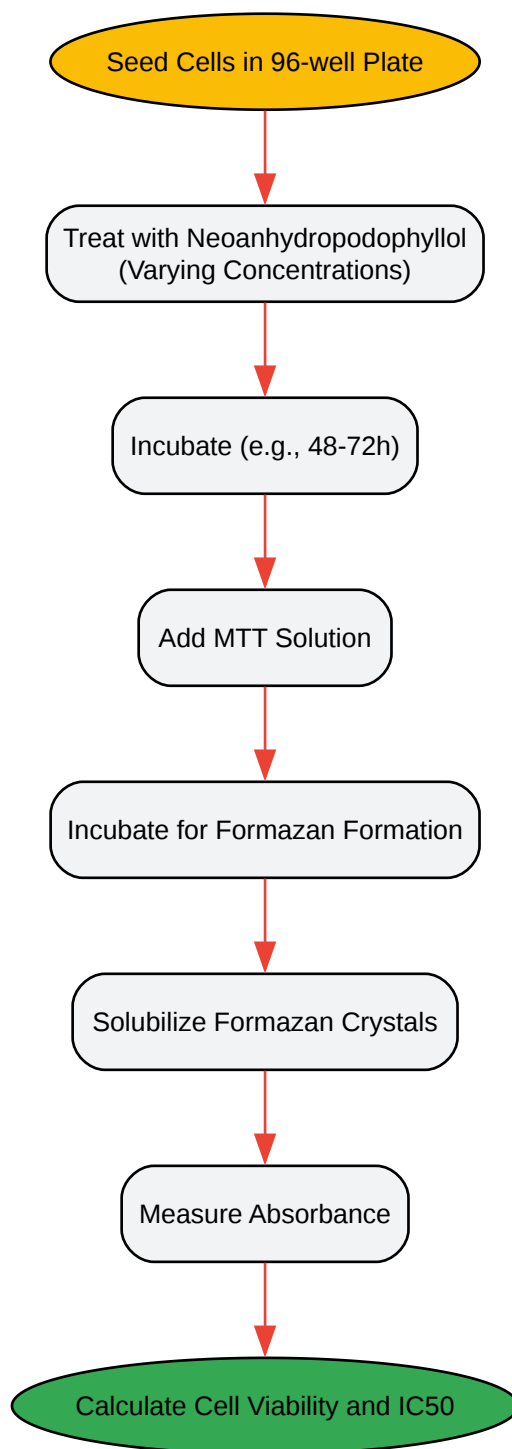 Seed Cells in 96-well Plate
Treat with Neoanhydropodophyllol
(Varying Concentrations)
Incubate (e.g., 48-72h)
Add MTT Solution
Incubate for Formazan Formation
Solubilize Formazan Crystals
Measure Absorbance
Calculate Cell Viability and IC50